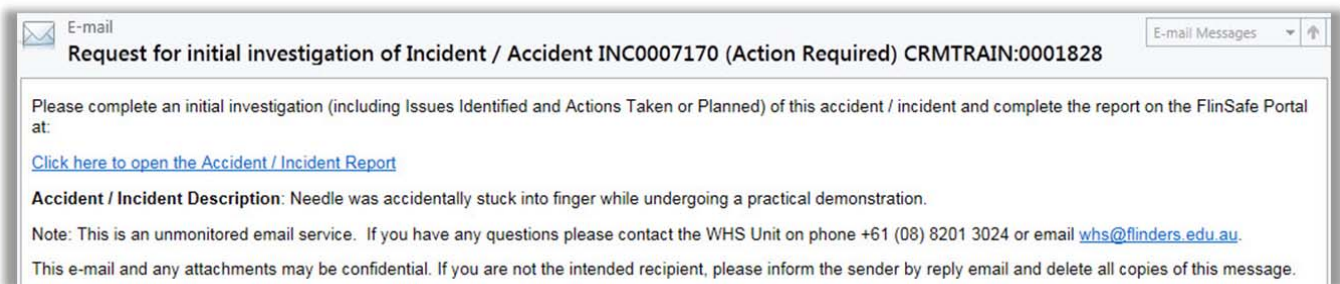 E-mail
E-mail Messages
Request for initial investigation of Incident / Accident INC0007170 (Action Required) CRMTRAIN:0001828
Please complete an initial investigation (including Issues Identified and Actions Taken or Planned) of this accident / incident and complete the report on the FlinSafe Portal
at:
Click here to open the Accident / Incident Report
Accident / Incident Description: Needle was accidentally stuck into finger while undergoing a practical demonstration.
Note: This is an unmonitored email service.  If you have any questions please contact the WHS Unit on phone +61 (08) 8201 3024 or email whs@flinders.edu.au.
This e-mail and any attachments may be confidential. If you are not the intended recipient, please inform the sender by reply email and delete all copies of this message.